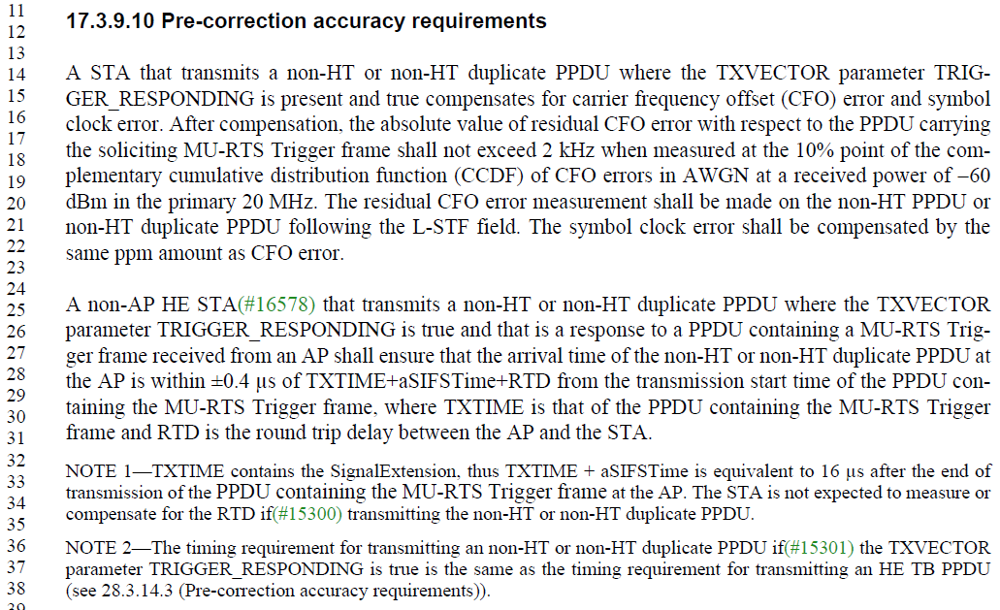 11
12
13
14
15
16
17
18
19
20
21
22
23
24
25
26
27
28
29
30
31
32
33
34
35
36
37
38
39
17.3.9.10 Pre-correction accuracy requirements
A STA that transmits a non-HT or non-HT duplicate PPDU where the TXVECTOR parameter TRIG-
GER_RESPONDING is present and true compensates for carrier frequency offset (CFO) error and symbol
clock error. After compensation, the absolute value of residual CFO error with respect to the PPDU carrying
the soliciting MU-RTS Trigger frame shall not exceed 2 kHz when measured at the 10% point of the com-
plementary cumulative distribution function (CCDF) of CFO errors in AWGN at a received power of –60
dBm in the primary 20 MHz. The residual CFO error measurement shall be made on the non-HT PPDU or
non-HT duplicate PPDU following the L-STF field. The symbol clock error shall be compensated by the
same ppm amount as CFO error.
A non-AP HE STA(#16578) that transmits a non-HT or non-HT duplicate PPDU where the TXVECTOR
parameter TRIGGER_RESPONDING is true and that is a response to a PPDU containing a MU-RTS Trig-
ger frame received from an AP shall ensure that the arrival time of the non-HT or non-HT duplicate PPDU at
the AP is within ±0.4 µs of TXTIME+aSIFSTime+RTD from the transmission start time of the PPDU con-
taining the MU-RTS Trigger frame, where TXTIME is that of the PPDU containing the MU-RTS Trigger
frame and RTD is the round trip delay between the AP and the STA.
NOTE 1—TXTIME contains the SignalExtension, thus TXTIME + aSIFSTime is equivalent to 16 µs after the end of
transmission of the PPDU containing the MU-RTS Trigger frame at the AP. The STA is not expected to measure or
compensate for the RTD if(#15300) transmitting the non-HT or non-HT duplicate PPDU.
NOTE 2—The timing requirement for transmitting an non-HT or non-HT duplicate PPDU if(#15301) the TXVECTOR
parameter TRIGGER_RESPONDING is true is the same as the timing requirement for transmitting an HE TB PPDU
(see 28.3.14.3 (Pre-correction accuracy requirements)).